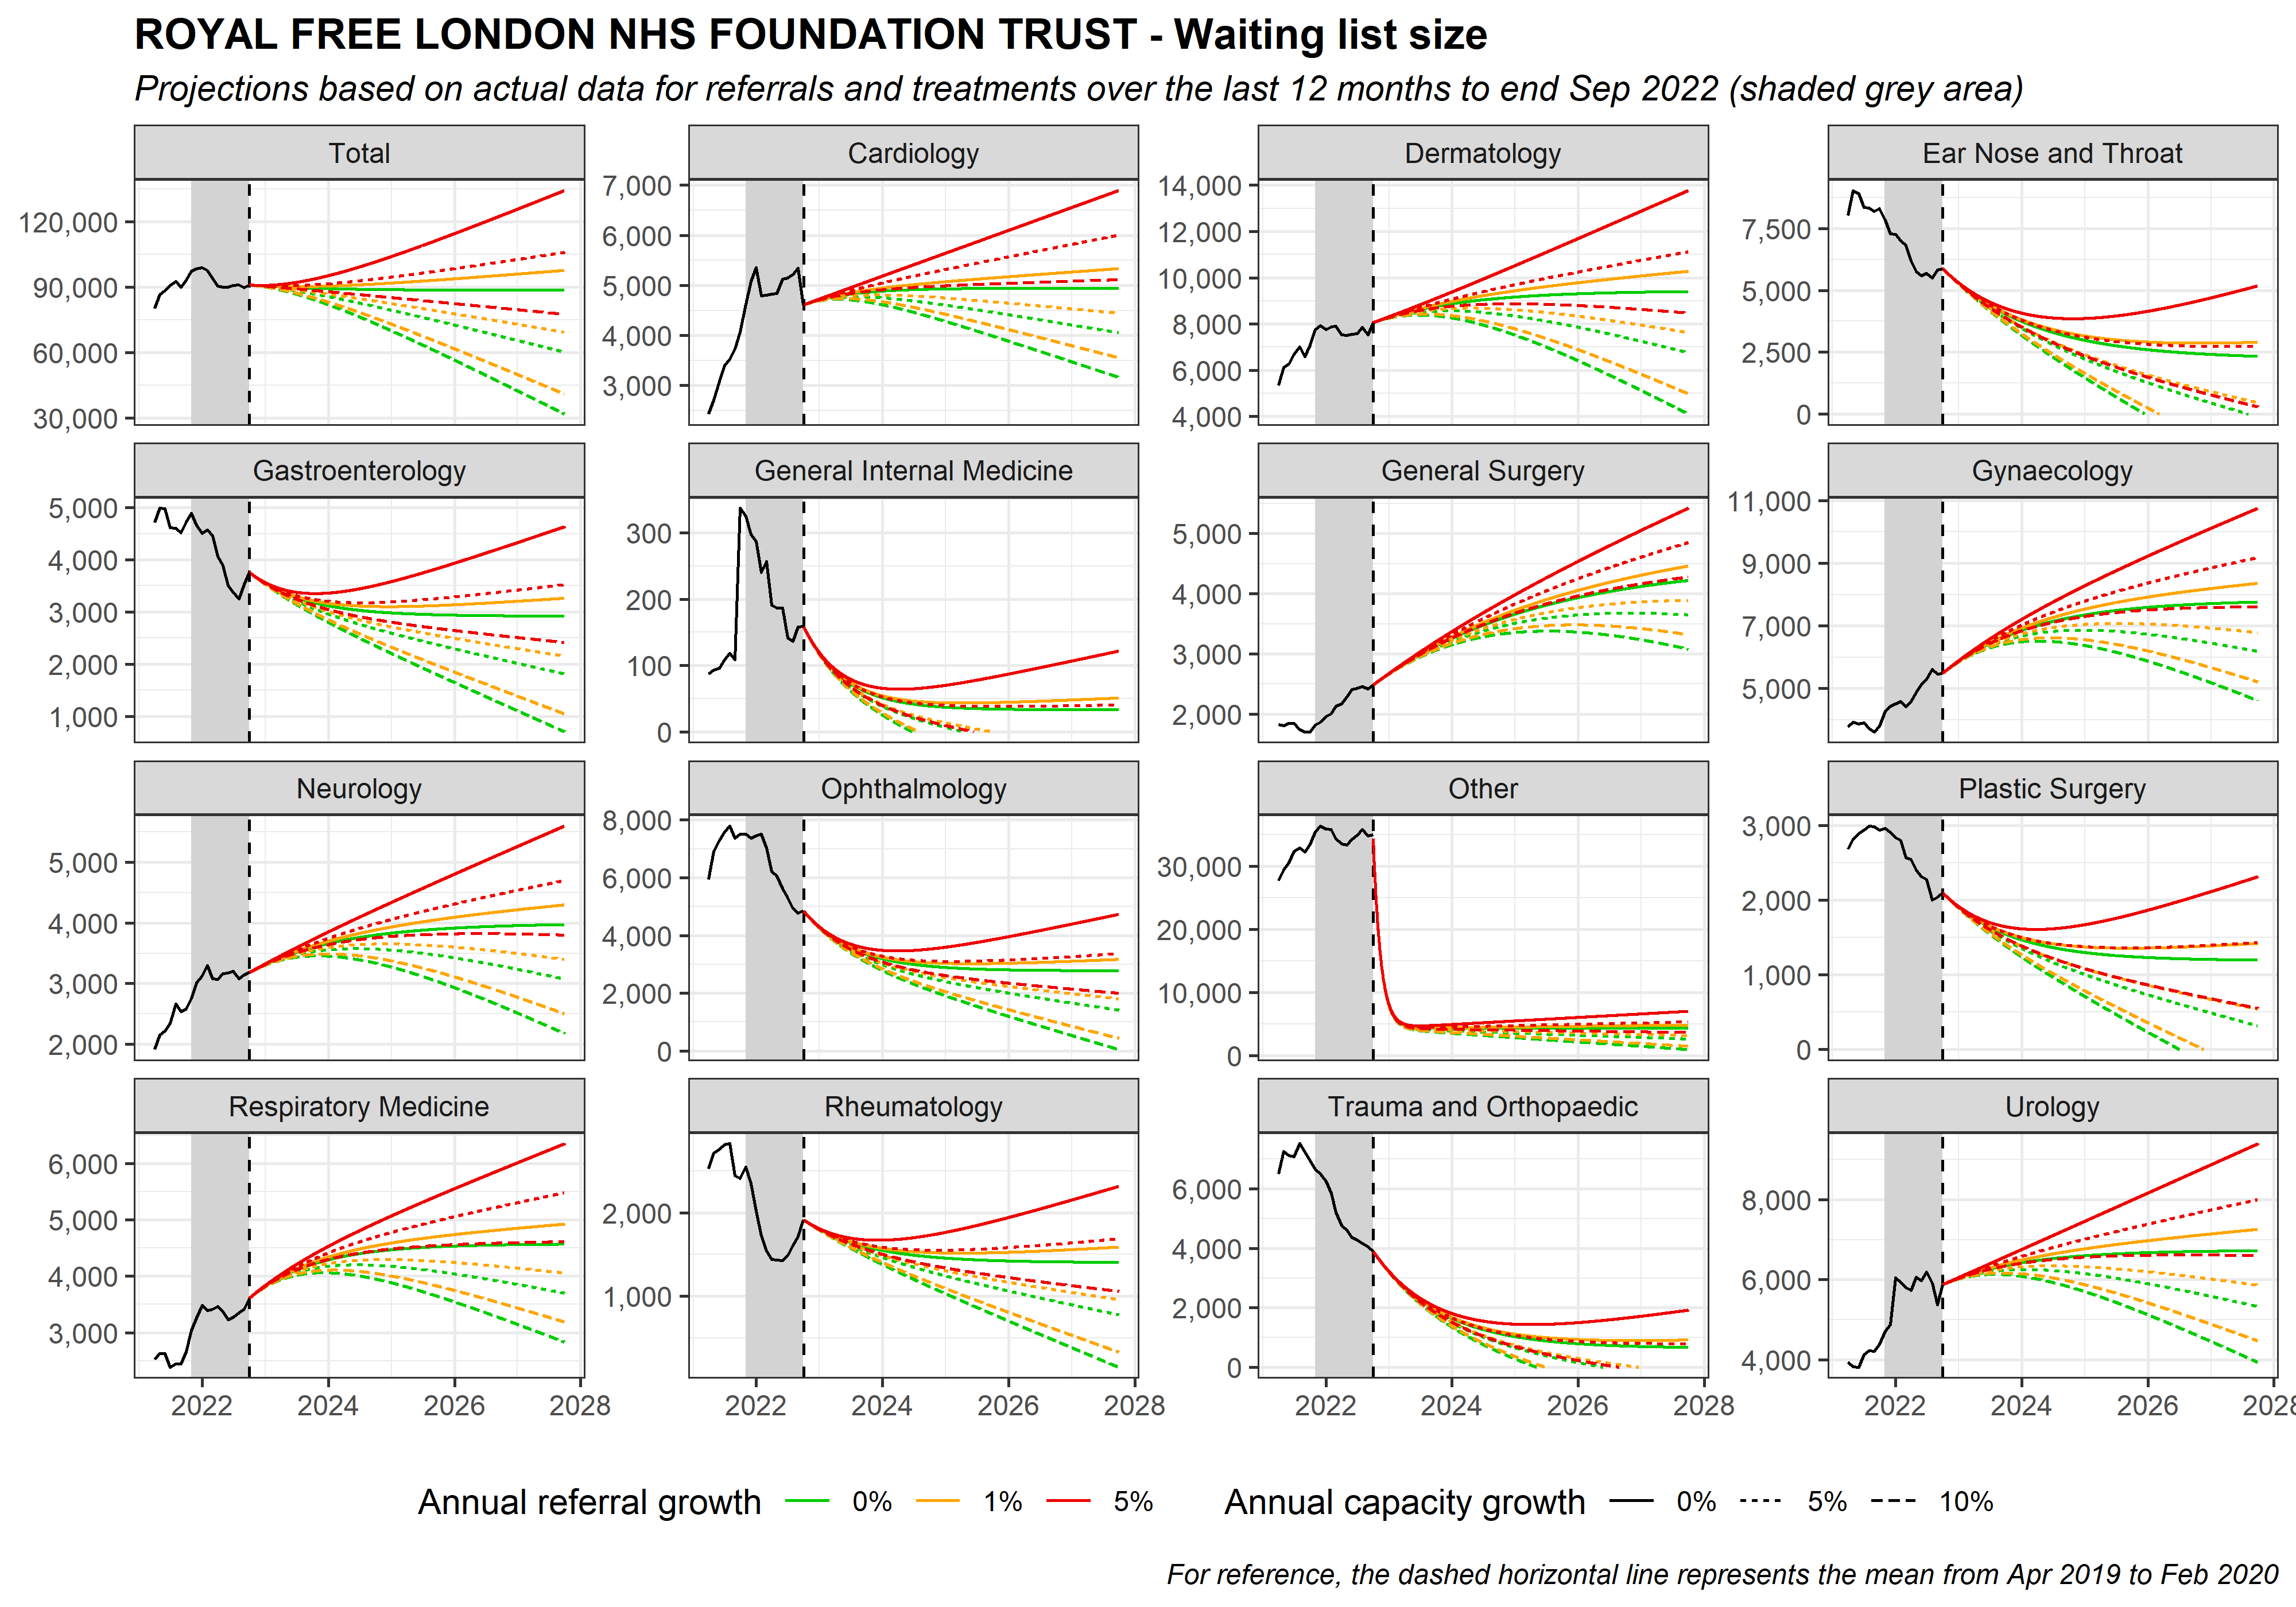 ROYAL FREE LONDON NHS FOUNDATION TRUST - Waiting list size
Projections based on actual data for referrals and treatments over the last 12 months to end Sep 2022 (shaded grey area)
Total
120,000
90,000
60,000
30,000
Cardiology
7,000
6,000
5,000
4,000
3,000
Dermatology
14,000
12,000
10,000
8,000
6,000
4,000
Ear Nose and Throat
7,500
5,000
2,500
0
Gastroenterology
5,000
4,000
3,000
2,000
1,000
General Internal Medicine
300
200
100
0
General Surgery
5,000
4,000
3,000
2,000
Gynaecology
11,000
9,000
7,000
5,000
Neurology
5,000
4,000
3,000
2,000
Ophthalmology
8,000
6,000
4,000
2,000
0
Other
30,000
20,000
10,000
0
Plastic Surgery
3,000
2,000
1,000
0
Respiratory Medicine
6,000
5,000
4,000
3,000
Rheumatology
2,000
1,000
Trauma and Orthopaedic
6,000
4,000
2,000
0
Urology
8,000
6,000
4,000
2022 2024 2026 2028
2022 2024 2026 2028
2022 2024 2026 2028
2022 2024 2026 2028
Annual referral growth 0% 1% 5% Annual capacity growth 0% 5% 10%
For reference, the dashed horizontal line represents the mean from Apr 2019 to Feb 2020